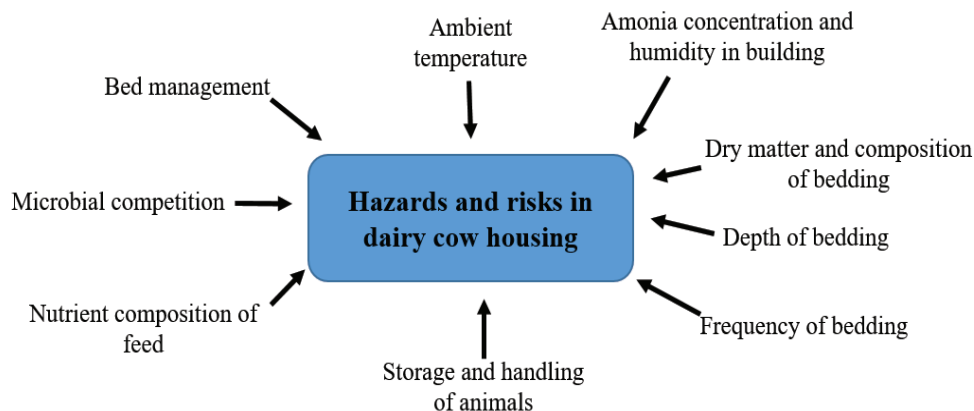 Ambient
temperature
Amonia concentration and
humidity in building
Bed management
Dry matter and composition
of bedding
Microbial competition
Hazards and risks in
dairy cow housing
Depth of bedding
Nutrient composition of
feed
Frequency of bedding
Storage and handling
of animals